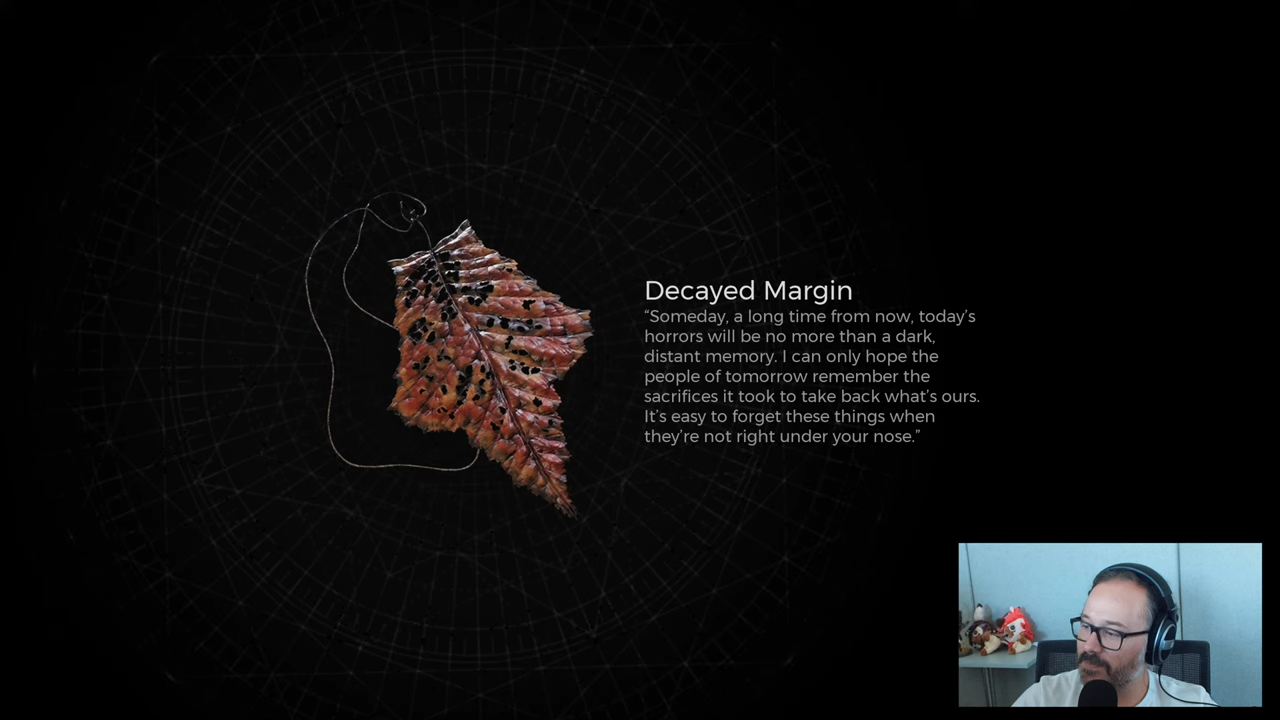 Decayed Margin
“Someday, a long time from now, today’s
horrors will be no more than a dark,
distant memory. I can only hope the
people of tomorrow remember the
sacrifices it took to take back what’s ours.
It’s easy to forget these things when
they’re not right under your nose.”